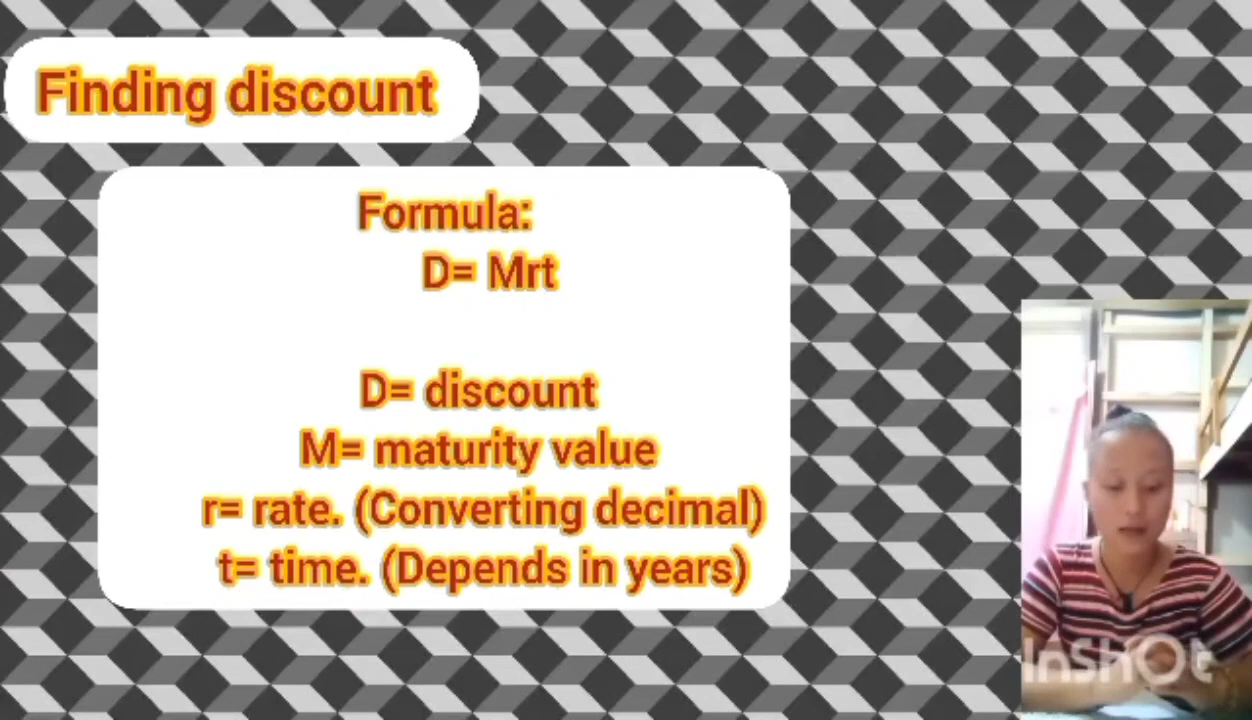 Finding discount
Formula:
D= Mrt
D= discount
M= maturity value
r= rate. (Converting decimal)
t= time. (Depends in years)
InShOt